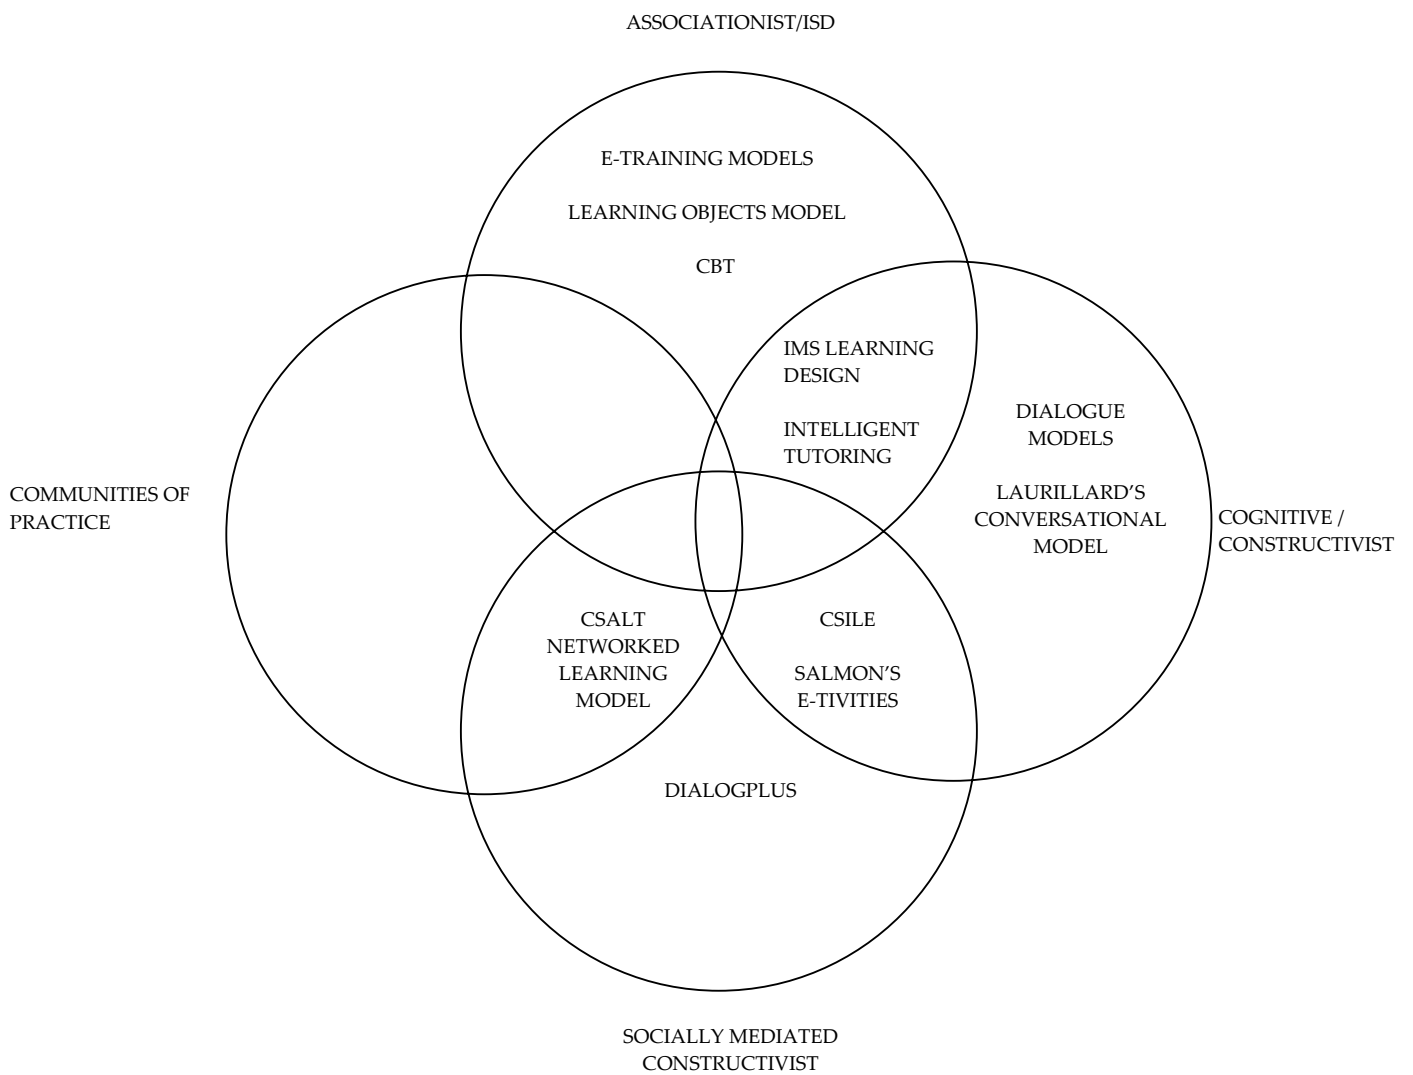 ASSOCIATIONIST/ISD
E-TRAINING MODELS
LEARNING OBJECTS MODEL
CBT
IMS LEARNING
DESIGN
INTELLIGENT
TUTORING
DIALOGUE
MODELS
LAURILLARD’S
CONVERSATIONAL
MODEL
COMMUNITIES OF
PRACTICE
COGNITIVE /
CONSTRUCTIVIST
CSALT
NETWORKED
LEARNING
MODEL
CSILE
SALMON’S
E-TIVITIES
DIALOGPLUS
SOCIALLY MEDIATED
CONSTRUCTIVIST